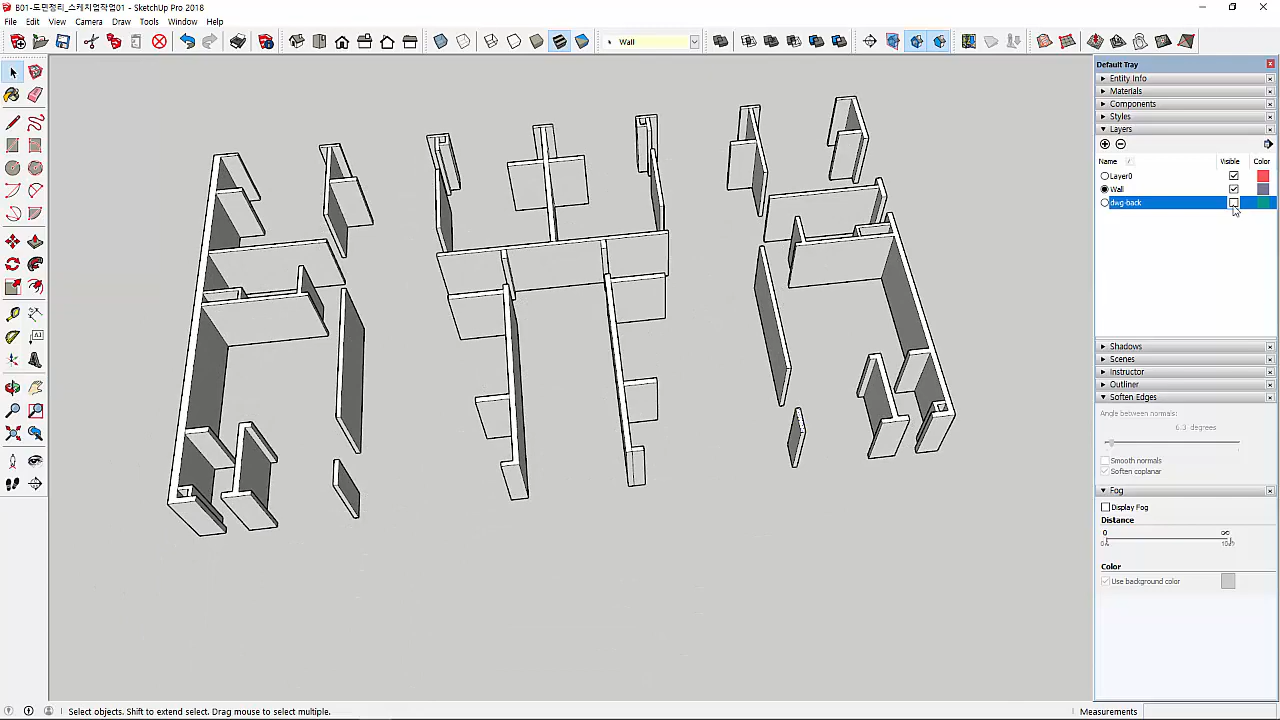 B01-도면정리_스케치업작업01 - SketchUp Pro 2018
File Edit View Camera Draw Tools Window Help
Wall
Default Tray
Entity Info
Materials
Components
Styles
Layers
Name Visible Color
Layer0
Wall
dwg-back
Shadows
Scenes
Instructor
Outliner
Soften Edges
Angle between normals:
6.3 degrees
Smooth normals
Soften coplanar
Fog
Display Fog
Distance
0 ∞
Color
Use background color
Select objects. Shift to extend select. Drag mouse to select multiple.
Measurements